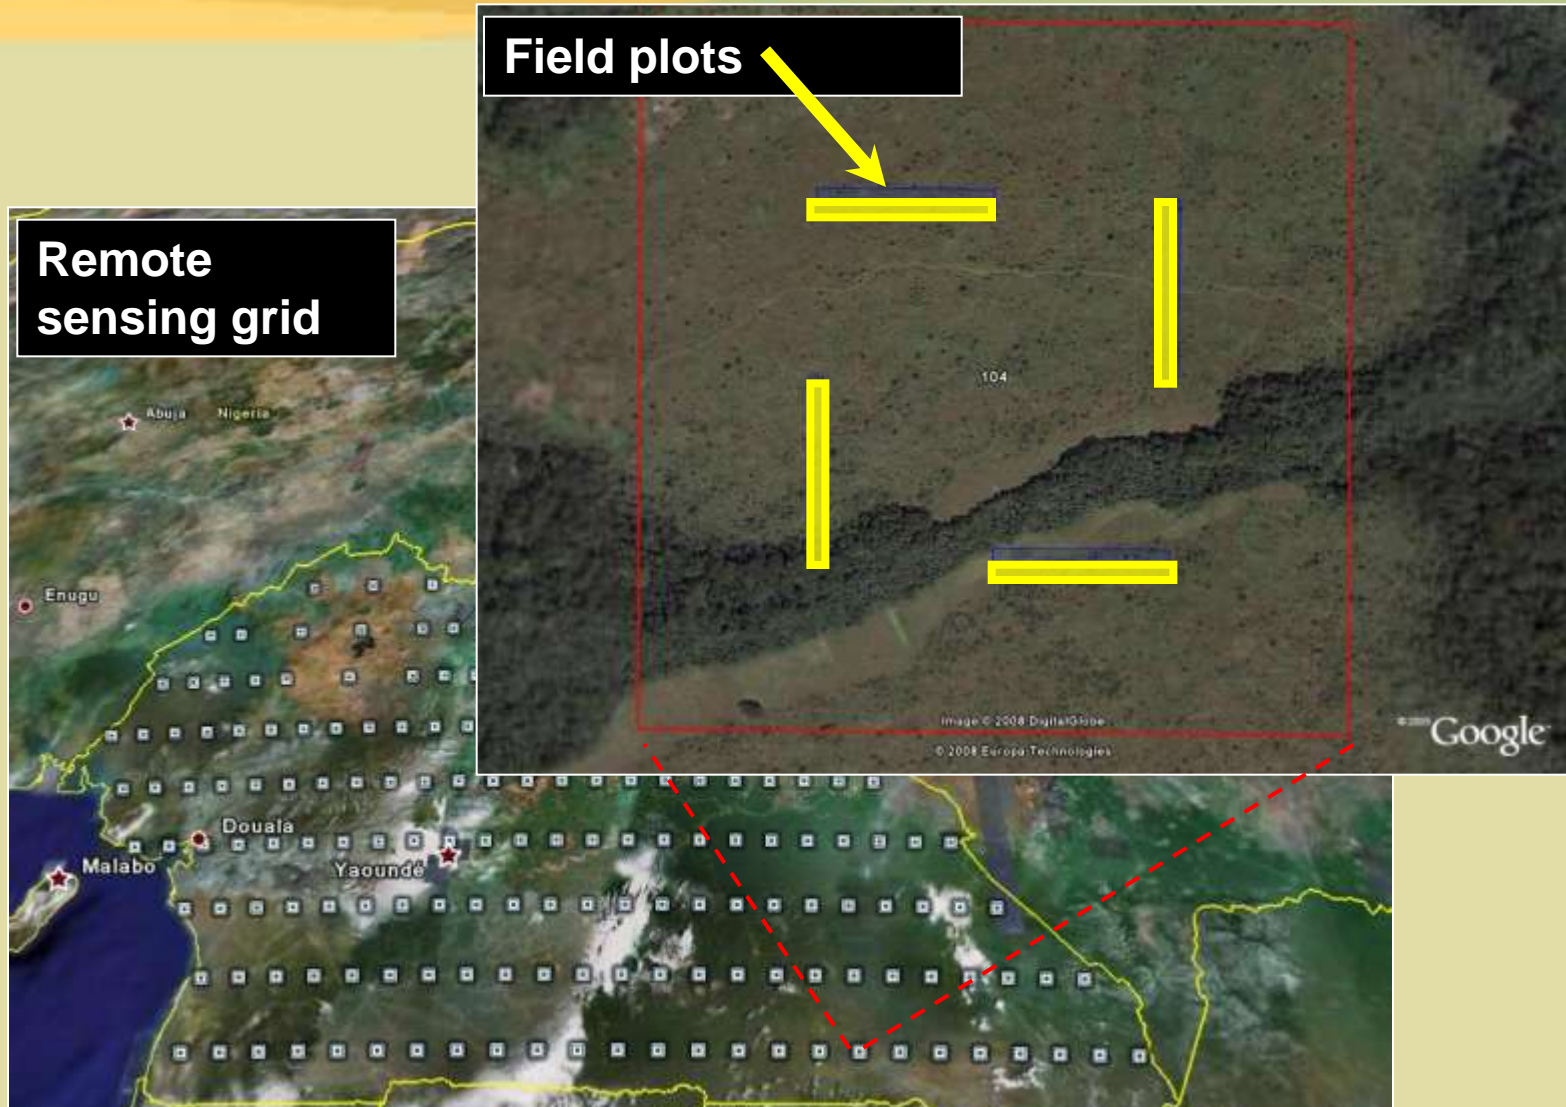 Field plots
Remote
sensing grid
Abuja Nigeria
104
Enugu
Image © 2008 DigitalGlobe
© 2008 Europa Technologies
Google
Douala
Malabo
Yaoundé